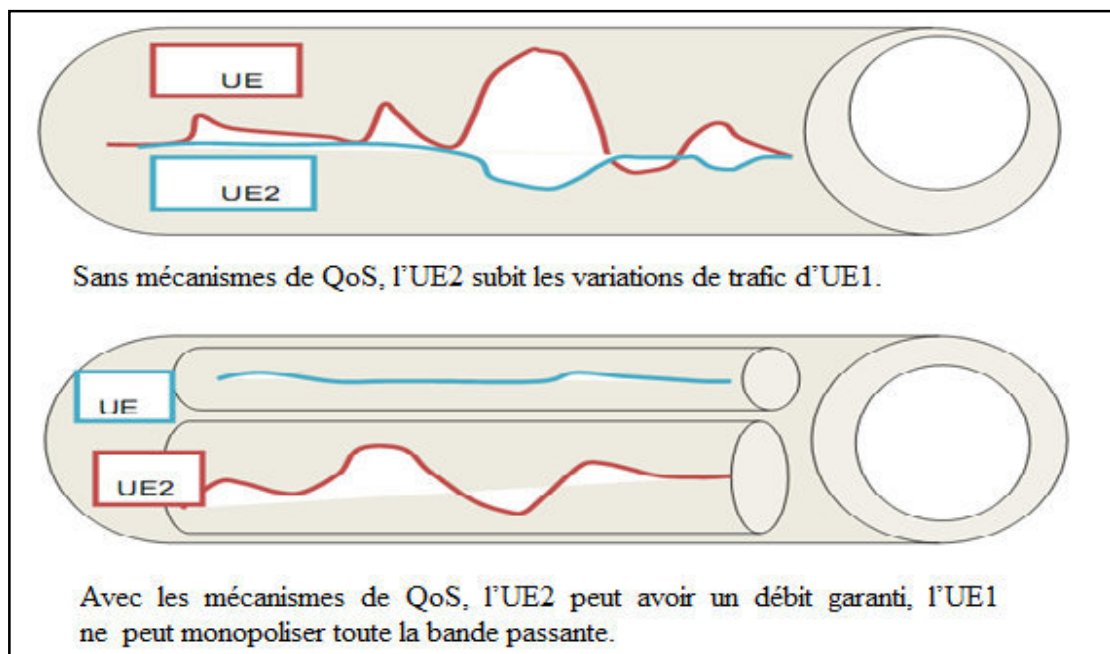 UE
UE2
Sans mécanismes de QoS, l'UE2 subit les variations de trafic d'UE1.
UE
UE2
Avec les mécanismes de QoS, l'UE2 peut avoir un débit garanti, l'UE1
ne peut monopoliser toute la bande passante.